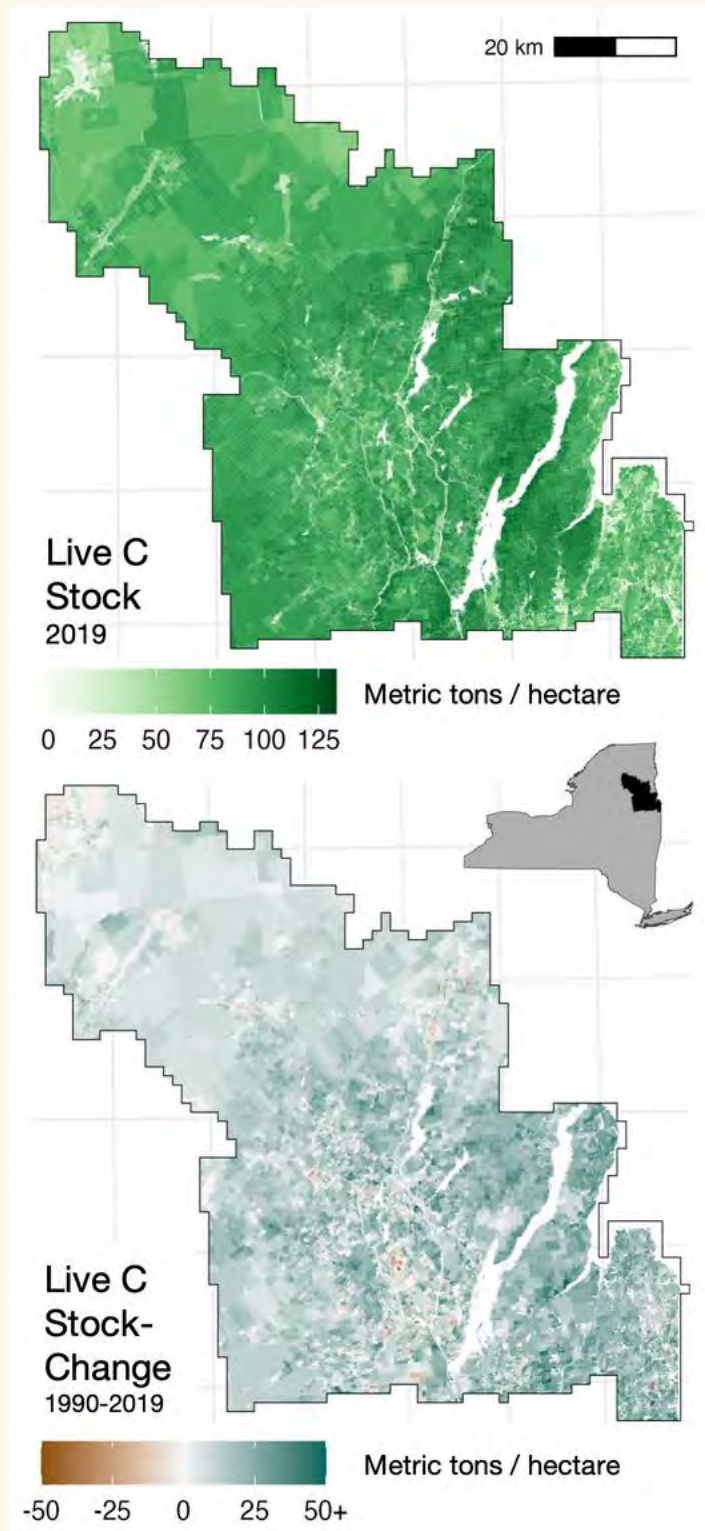 20 km
Live C
Stock
2019
Metric tons / hectare
0 25 50 75 100 125
Live C
Stock-
Change
1990-2019
Metric tons / hectare
-50 -25 0 25 50+